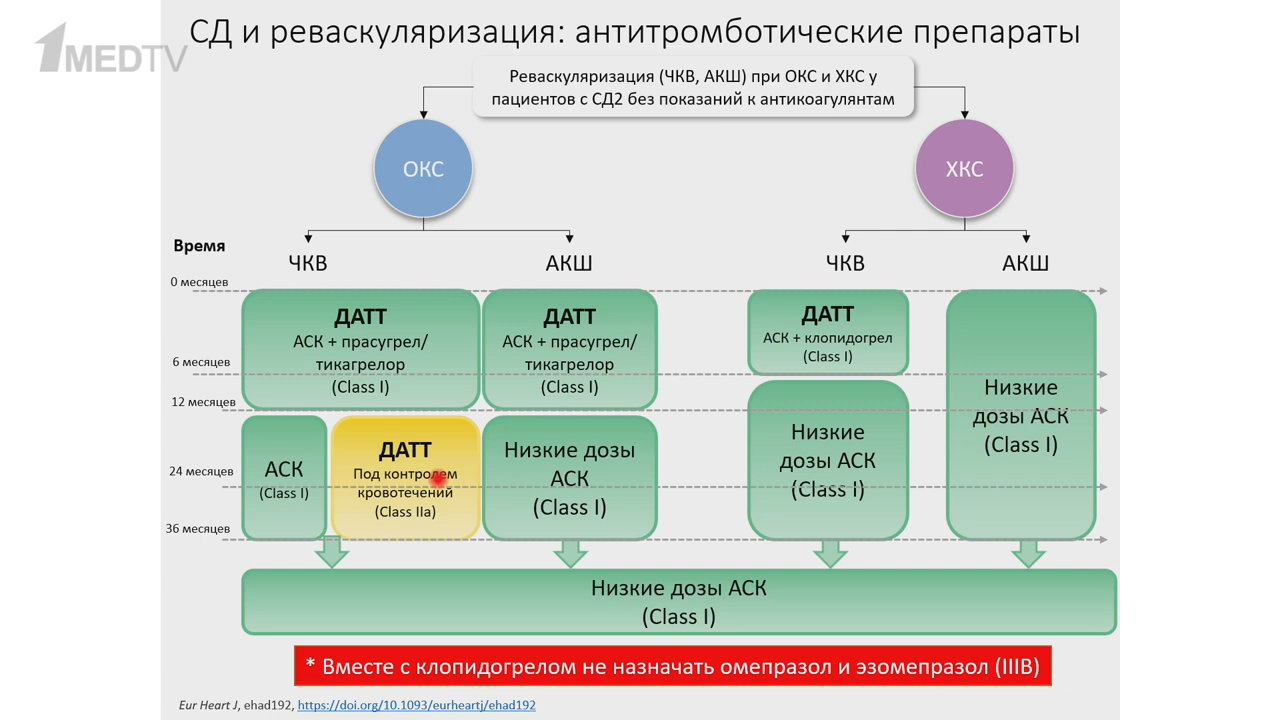 1MEDTV
СД и реваскуляризация: антитромботические препараты
Реваскуляризация (ЧКВ, АКШ) при ОКС и ХКС у
пациентов с СД2 без показаний к антикоагулянтам
ОКС
ХКС
Время
ЧКВ
АКШ
ЧКВ
АКШ
0 месяцев
6 месяцев
12 месяцев
24 месяцев
36 месяцев
ДАТТ
АСК + прасугрел/
тикагрелор
(Class I)
ДАТТ
АСК + прасугрел/
тикагрелор
(Class I)
ДАТТ
АСК + клопидогрел
(Class I)
Низкие
дозы АСК
(Class I)
АСК
(Class I)
ДАТТ
Под контролем
кровотечений
(Class IIa)
Низкие дозы
АСК
(Class I)
Низкие
дозы АСК
(Class I)
Низкие дозы АСК
(Class I)
* Вместе с клопидогрелом не назначать омепразол и эзомепразол (IIIB)
Eur Heart J, ehad192, https://doi.org/10.1093/eurheartj/ehad192